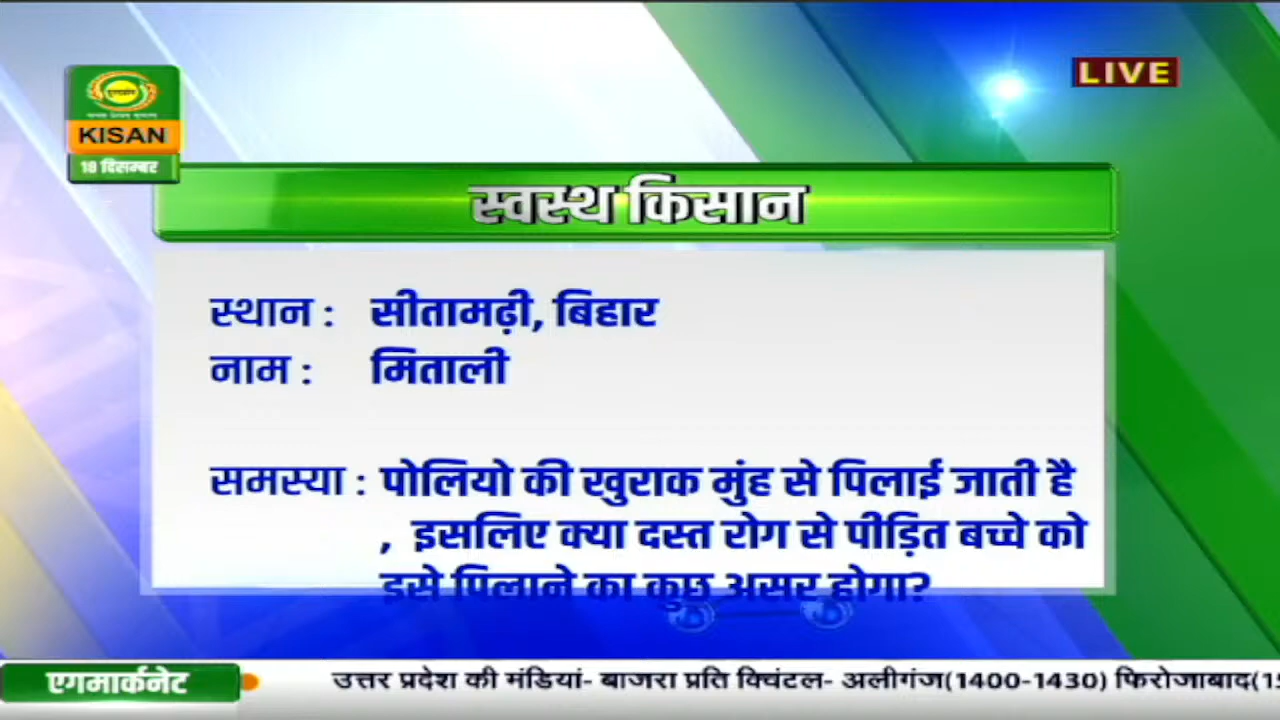 LIVE
KISAN
18 दिसम्बर
स्वस्थ किसान
स्थान : सीतामढ़ी, बिहार
नाम : मिताली
समस्या : पोलियो की खुराक मुंह से पिलाई जाती है
, इसलिए क्या दस्त रोग से पीड़ित बच्चे को
इसे पिलाने का कुछ असर होगा?
एगमार्कनेट उत्तर प्रदेश की मंडियां- बाजरा प्रति क्विंटल- अलीगंज(1400-1430) फिरोजाबाद(15